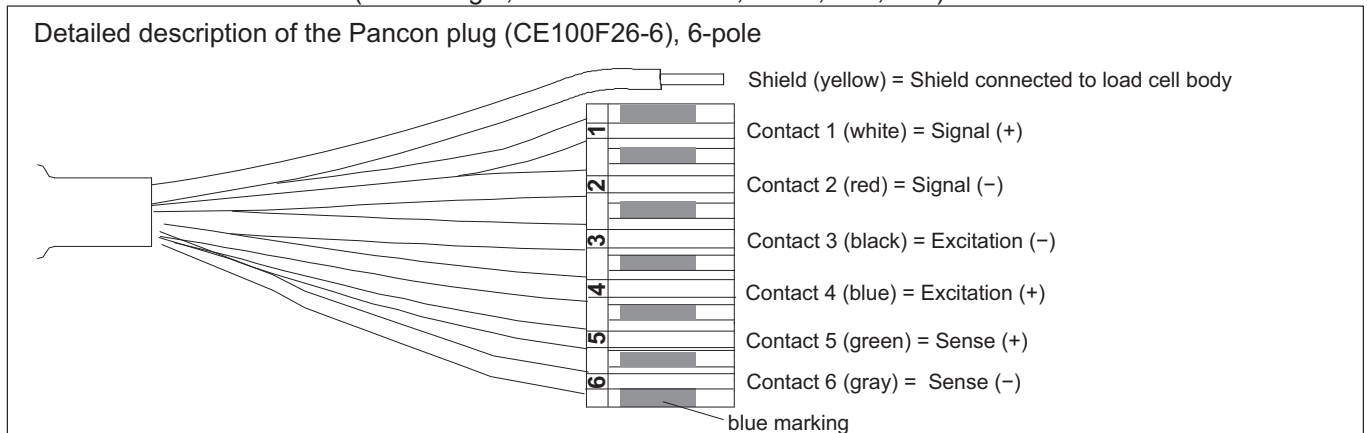 Detailed description of the Pancon plug (CE100F26-6), 6-pole
Shield (yellow) = Shield connected to load cell body
1
Contact 1 (white) = Signal (+)
2
Contact 2 (red) = Signal (−)
3
Contact 3 (black) = Excitation (−)
4
Contact 4 (blue) = Excitation (+)
5
Contact 5 (green) = Sense (+)
6
Contact 6 (gray) = Sense (−)
blue marking